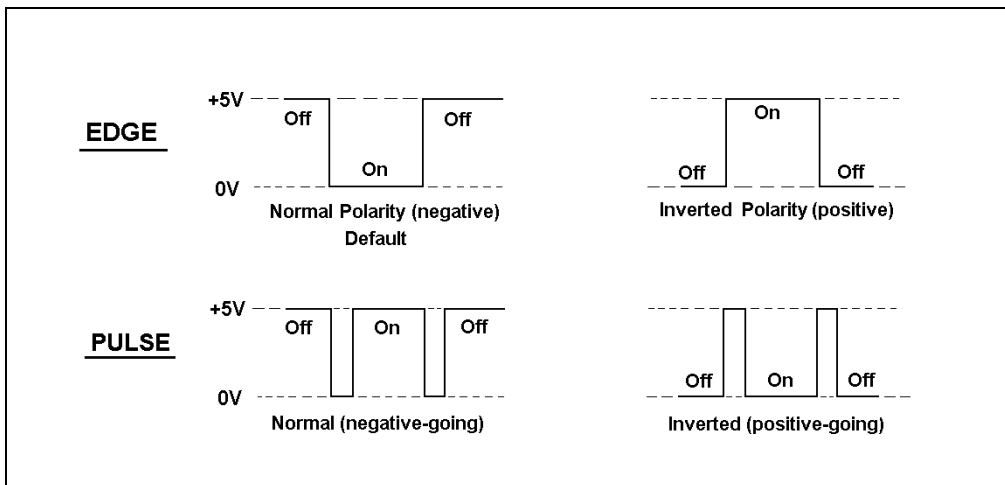 EDGE
+5V
Off
On
Off
0V
Normal Polarity (negative)
Default
On
Off
Off
Inverted Polarity (positive)
PULSE
+5V
Off
On
Off
0V
Normal (negative-going)
Off
On
Off
Inverted (positive-going)